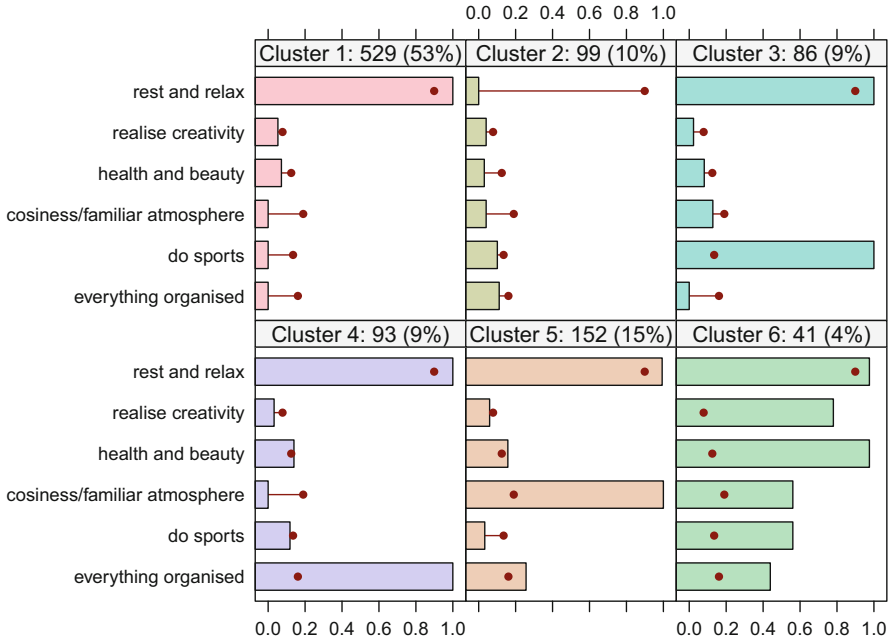 0.0 0.2 0.4 0.6 0.8 1.0
Cluster 1: 529 (53%) Cluster 2: 99 (10%) Cluster 3: 86 (9%)
rest and relax
realise creativity
health and beauty
cosiness/familiar atmosphere
do sports
everything organised
Cluster 4: 93 (9%) Cluster 5: 152 (15%) Cluster 6: 41 (4%)
rest and relax
realise creativity
health and beauty
cosiness/familiar atmosphere
do sports
everything organised
0.0 0.2 0.4 0.6 0.8 1.0 0.0 0.2 0.4 0.6 0.8 1.0